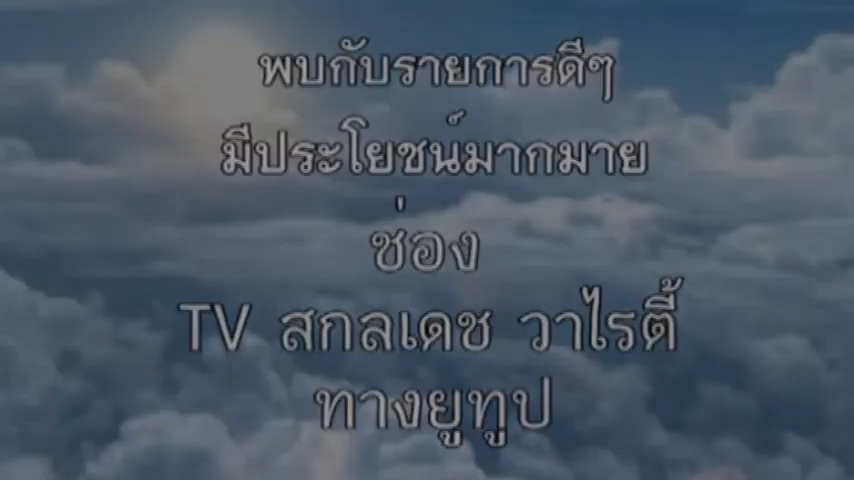 พบกับรายการดีๆ
มีประโยชน์มากมาย
ช่อง
TV สกลเดช วาไรตี้
ทางยูทูป